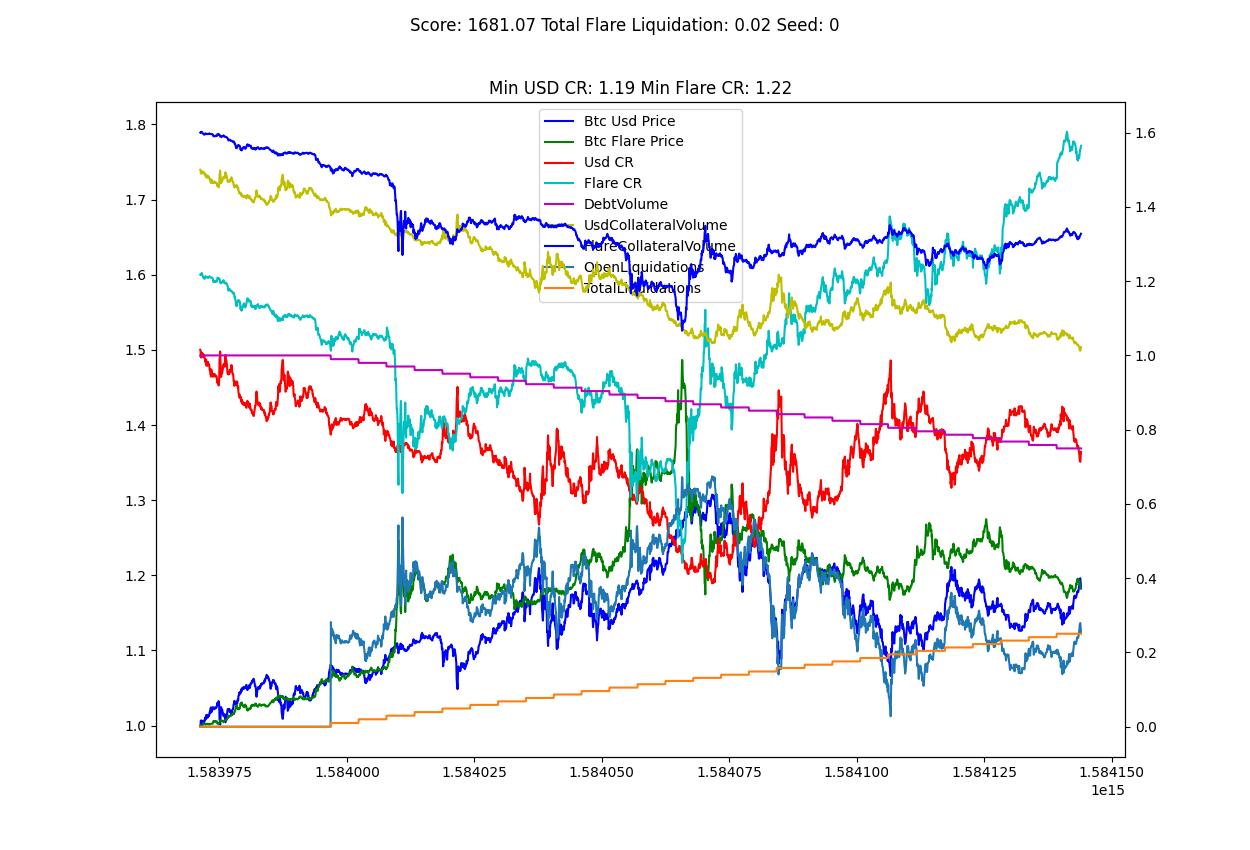 Score: 1681.07 Total Flare Liquidation: 0.02 Seed: 0
Min USD CR: 1.19 Min Flare CR: 1.22
Btc Usd Price
Btc Flare Price
Usd CR
Flare CR
DebtVolume
UsdCollateralVolume
FlareCollateralVolume
OpenLiquidations
TotalLiquidations
1.8
1.7
1.6
1.5
1.4
1.3
1.2
1.1
1.0
1.6
1.4
1.2
1.0
0.8
0.6
0.4
0.2
0.0
1.583975 1.584000 1.584025 1.584050 1.584075 1.584100 1.584125 1.584150
1e15